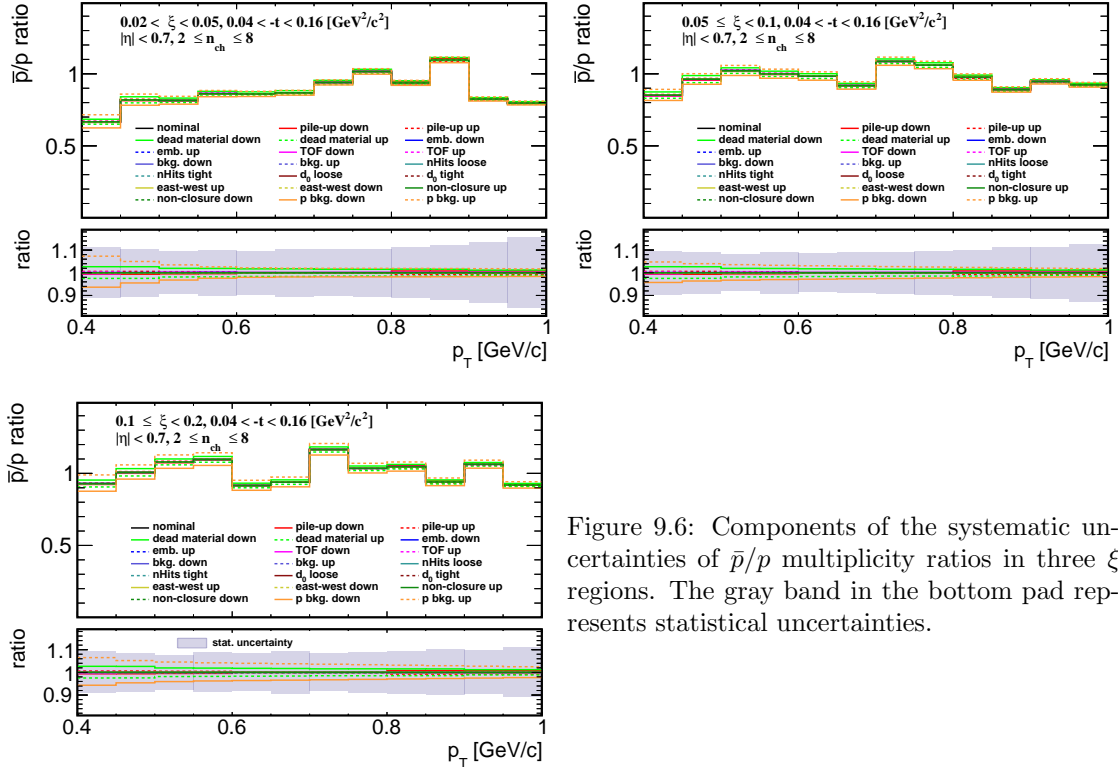 0.02 < ξ < 0.05, 0.04 < -t < 0.16 [GeV²/c²]
|η| < 0.7, 2 ≤ n_ch ≤ 8
p̄/p ratio
1
0.5
nominal pile-up down pile-up up
dead material down dead material up emb. down
emb. up TOF down TOF up
bkg. down bkg. up nHits loose
nHits tight d₀ loose d₀ tight
east-west up east-west down non-closure up
non-closure down p bkg. down p bkg. up
ratio
1.1
1
0.9
0.4 0.6 0.8 1
p_T [GeV/c]
0.05 ≤ ξ < 0.1, 0.04 < -t < 0.16 [GeV²/c²]
|η| < 0.7, 2 ≤ n_ch ≤ 8
p̄/p ratio
1
0.5
nominal pile-up down pile-up up
dead material down dead material up emb. down
emb. up TOF down TOF up
bkg. down bkg. up nHits loose
nHits tight d₀ loose d₀ tight
east-west up east-west down non-closure up
non-closure down p bkg. down p bkg. up
ratio
1.1
1
0.9
0.4 0.6 0.8 1
p_T [GeV/c]
0.1 ≤ ξ < 0.2, 0.04 < -t < 0.16 [GeV²/c²]
|η| < 0.7, 2 ≤ n_ch ≤ 8
p̄/p ratio
1
0.5
nominal pile-up down pile-up up
dead material down dead material up emb. down
emb. up TOF down TOF up
bkg. down bkg. up nHits loose
nHits tight d₀ loose d₀ tight
east-west up east-west down non-closure up
non-closure down p bkg. down p bkg. up
ratio
1.1
1
0.9
stat. uncertainty
0.4 0.6 0.8 1
p_T [GeV/c]
Figure 9.6: Components of the systematic un-
certainties of p̄/p multiplicity ratios in three ξ
regions. The gray band in the bottom pad rep-
resents statistical uncertainties.